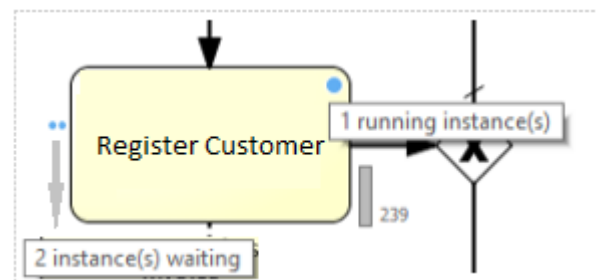 1 running instance(s)
Register Customer
239
2 instance(s) waiting